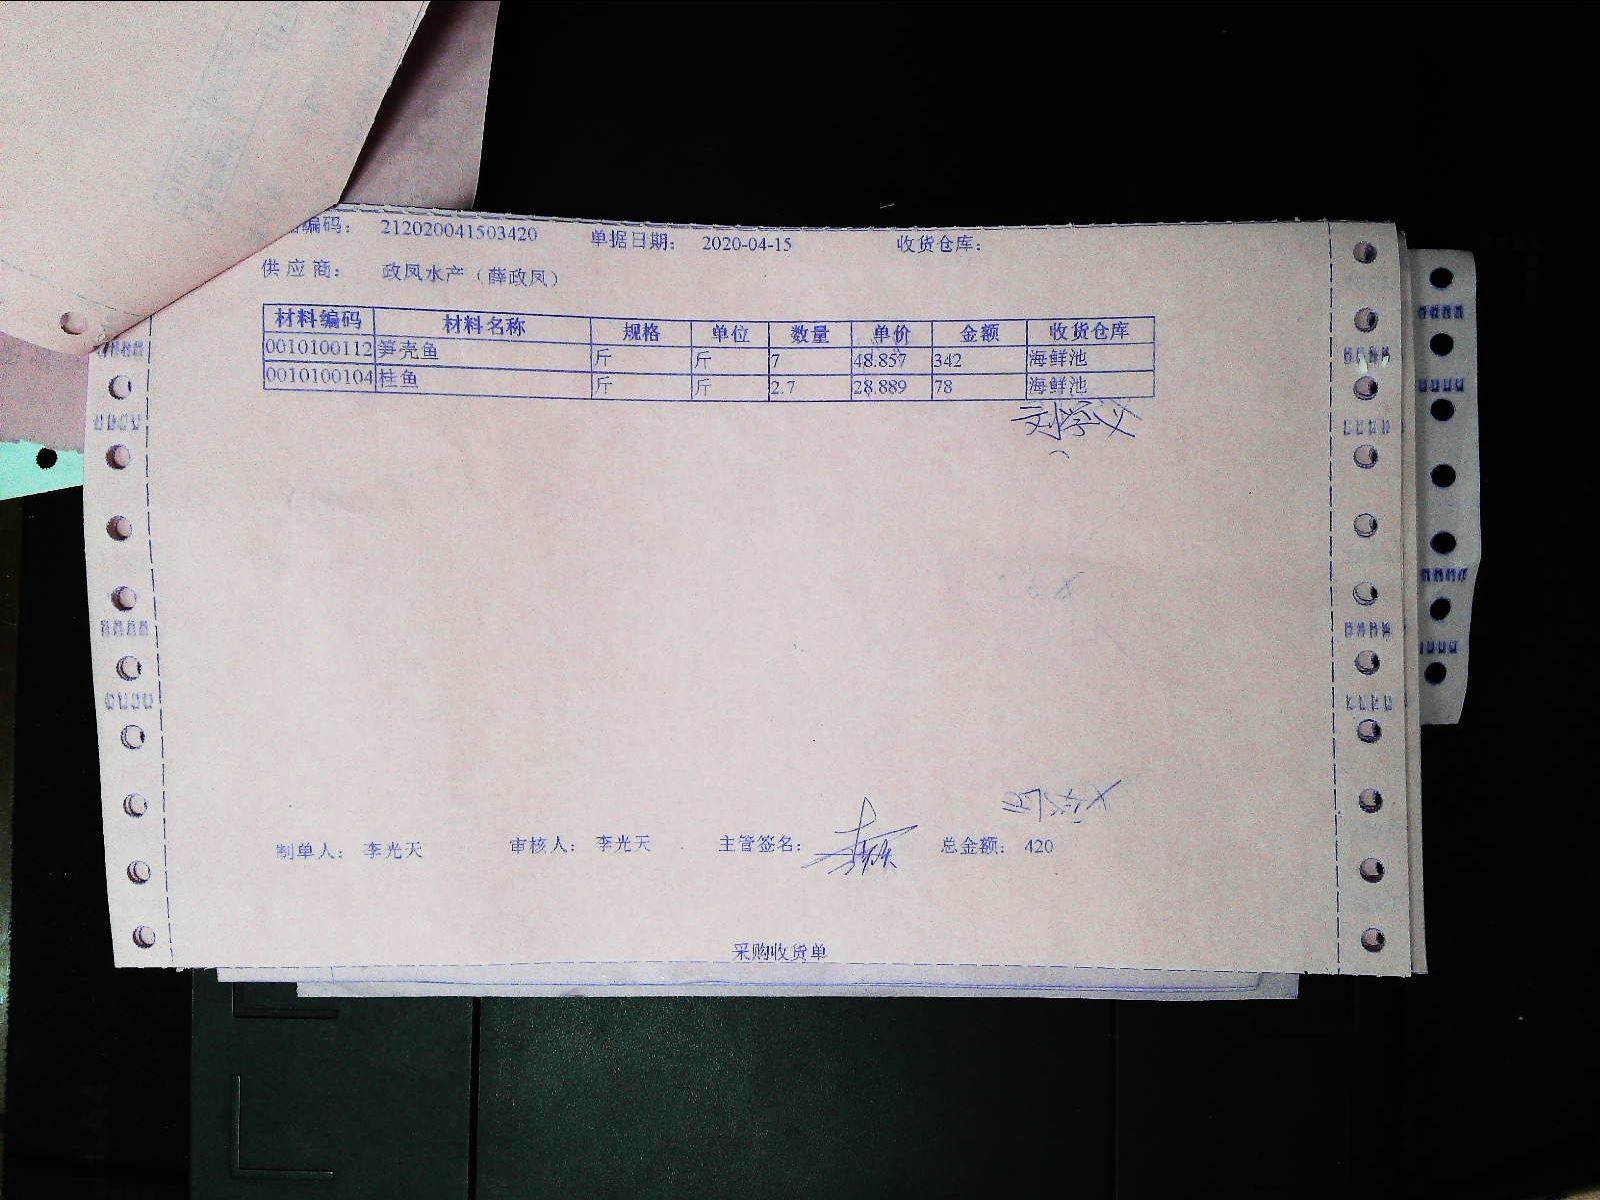 编码： 212020041503420 单据日期： 2020-04-15 收货仓库：
供应商： 政凤水产（薛政凤）
材料编码 材料名称 规格 单位 数量 单价 金额 收货仓库
0010100112 笋壳鱼 斤 斤 7 48.857 342 海鲜池
0010100104 桂鱼 斤 斤 2.7 28.889 78 海鲜池
刘学义
制单人： 李光天 审核人： 李光天 主管签名： 总金额： 420
采购收货单